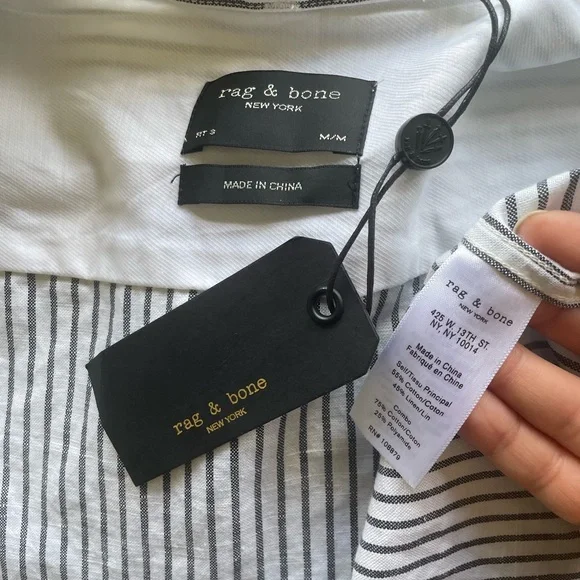 rag & bone
NEW YORK
RT S
M/M
MADE IN CHINA
rag & bone
NEW YORK
rag & bone
NEW YORK
425 W. 13TH ST
NY, NY 10014
Made in China
Fabriqué en Chine
Self/Tissu Principal
55% Cotton/Coton
45% Linen/Lin
Combo
75% Cotton/Coton
25% Polyamide
RN# 108879